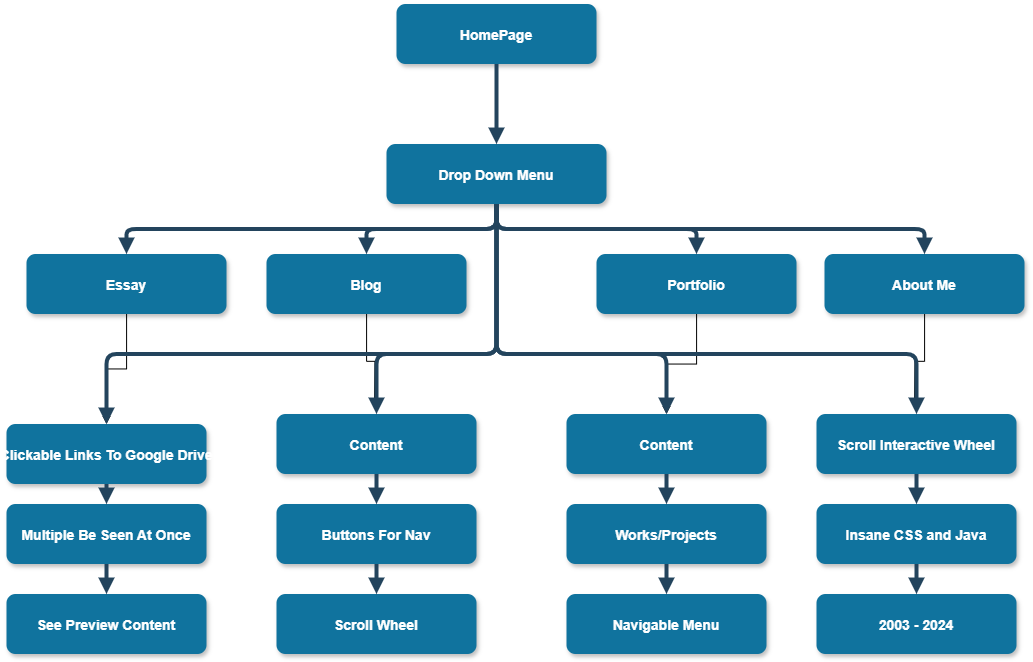 HomePage
Drop Down Menu
Essay
Blog
Portfolio
About Me
Clickable Links To Google Drive
Content
Content
Scroll Interactive Wheel
Multiple Be Seen At Once
Buttons For Nav
Works/Projects
Insane CSS and Java
See Preview Content
Scroll Wheel
Navigable Menu
2003 - 2024